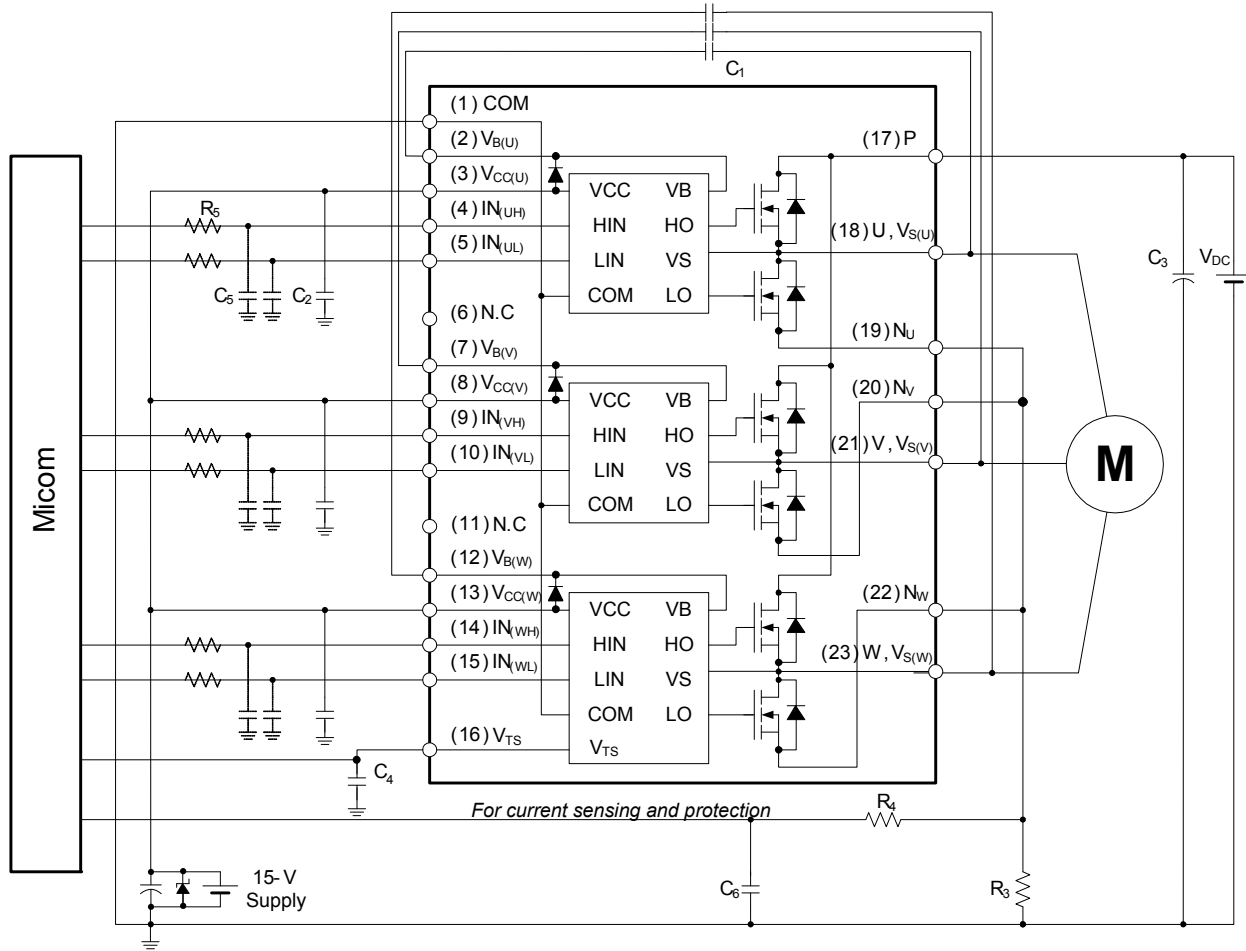 C1
(1) COM
(2) VB(U)
(3) VCC(U)
(4) IN(UH)
(5) IN(UL)
(6) N.C
(7) VB(V)
(8) VCC(V)
(9) IN(VH)
(10) IN(VL)
(11) N.C
(12) VB(W)
(13) VCC(W)
(14) IN(WH)
(15) IN(WL)
(16) VTS
VCC VB
HIN HO
LIN VS
COM LO
VCC VB
HIN HO
LIN VS
COM LO
VCC VB
HIN HO
LIN VS
COM LO
VTS
(17) P
(18) U, VS(U)
(19) NU
(20) NV
(21) V, VS(V)
(22) NW
(23) W, VS(W)
Micom
R5
C5
C2
C3
VDC
M
C4
For current sensing and protection
R4
C6
R3
15-V
Supply